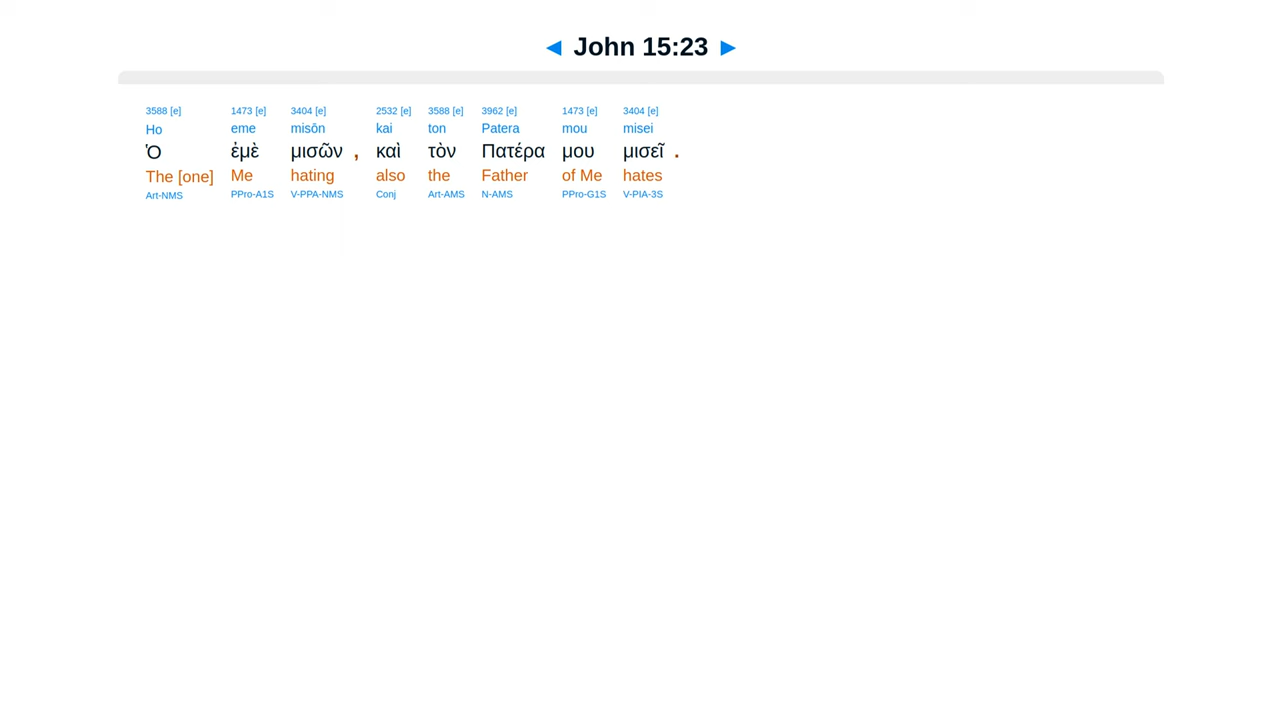 ◄ John 15:23 ►
3588 [e] 1473 [e] 3404 [e] 2532 [e] 3588 [e] 3962 [e] 1473 [e] 3404 [e]
Ho eme misōn kai ton Patera mou misei
Ὁ ἐμὲ μισῶν , καὶ τὸν Πατέρα μου μισεῖ .
The [one] Me hating also the Father of Me hates
Art-NMS PPro-A1S V-PPA-NMS Conj Art-AMS N-AMS PPro-G1S V-PIA-3S